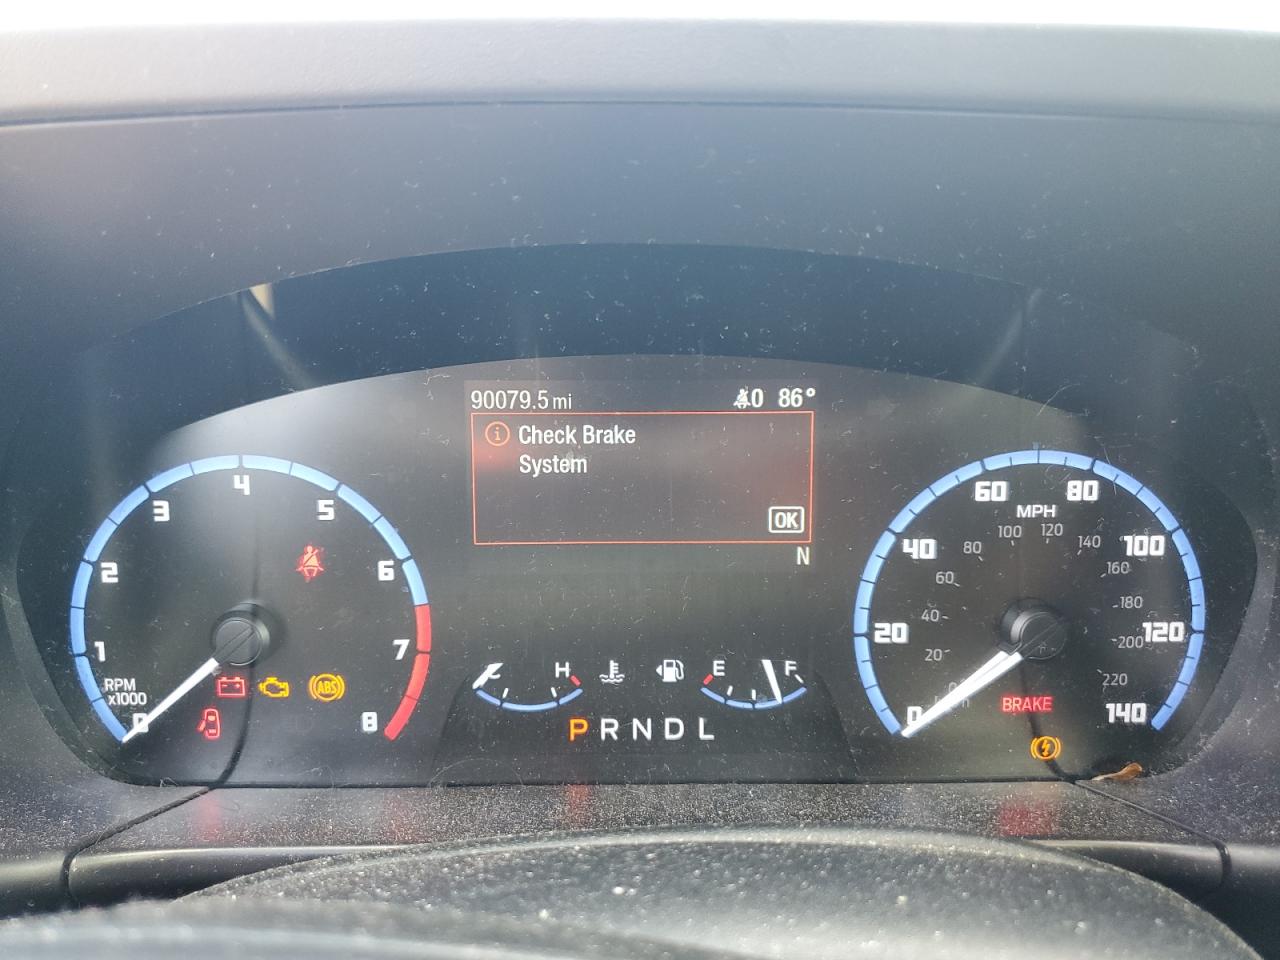 90079.5 mi 0 86°
Check Brake
System
OK
N
0 1 2 3 4 5 6 7 8
RPM
x1000
ABS
H
E F
P R N D L
0 20 40 60 80 100 120 140
MPH
20 40 60 80 100 120 140 160 180 200 220
BRAKE